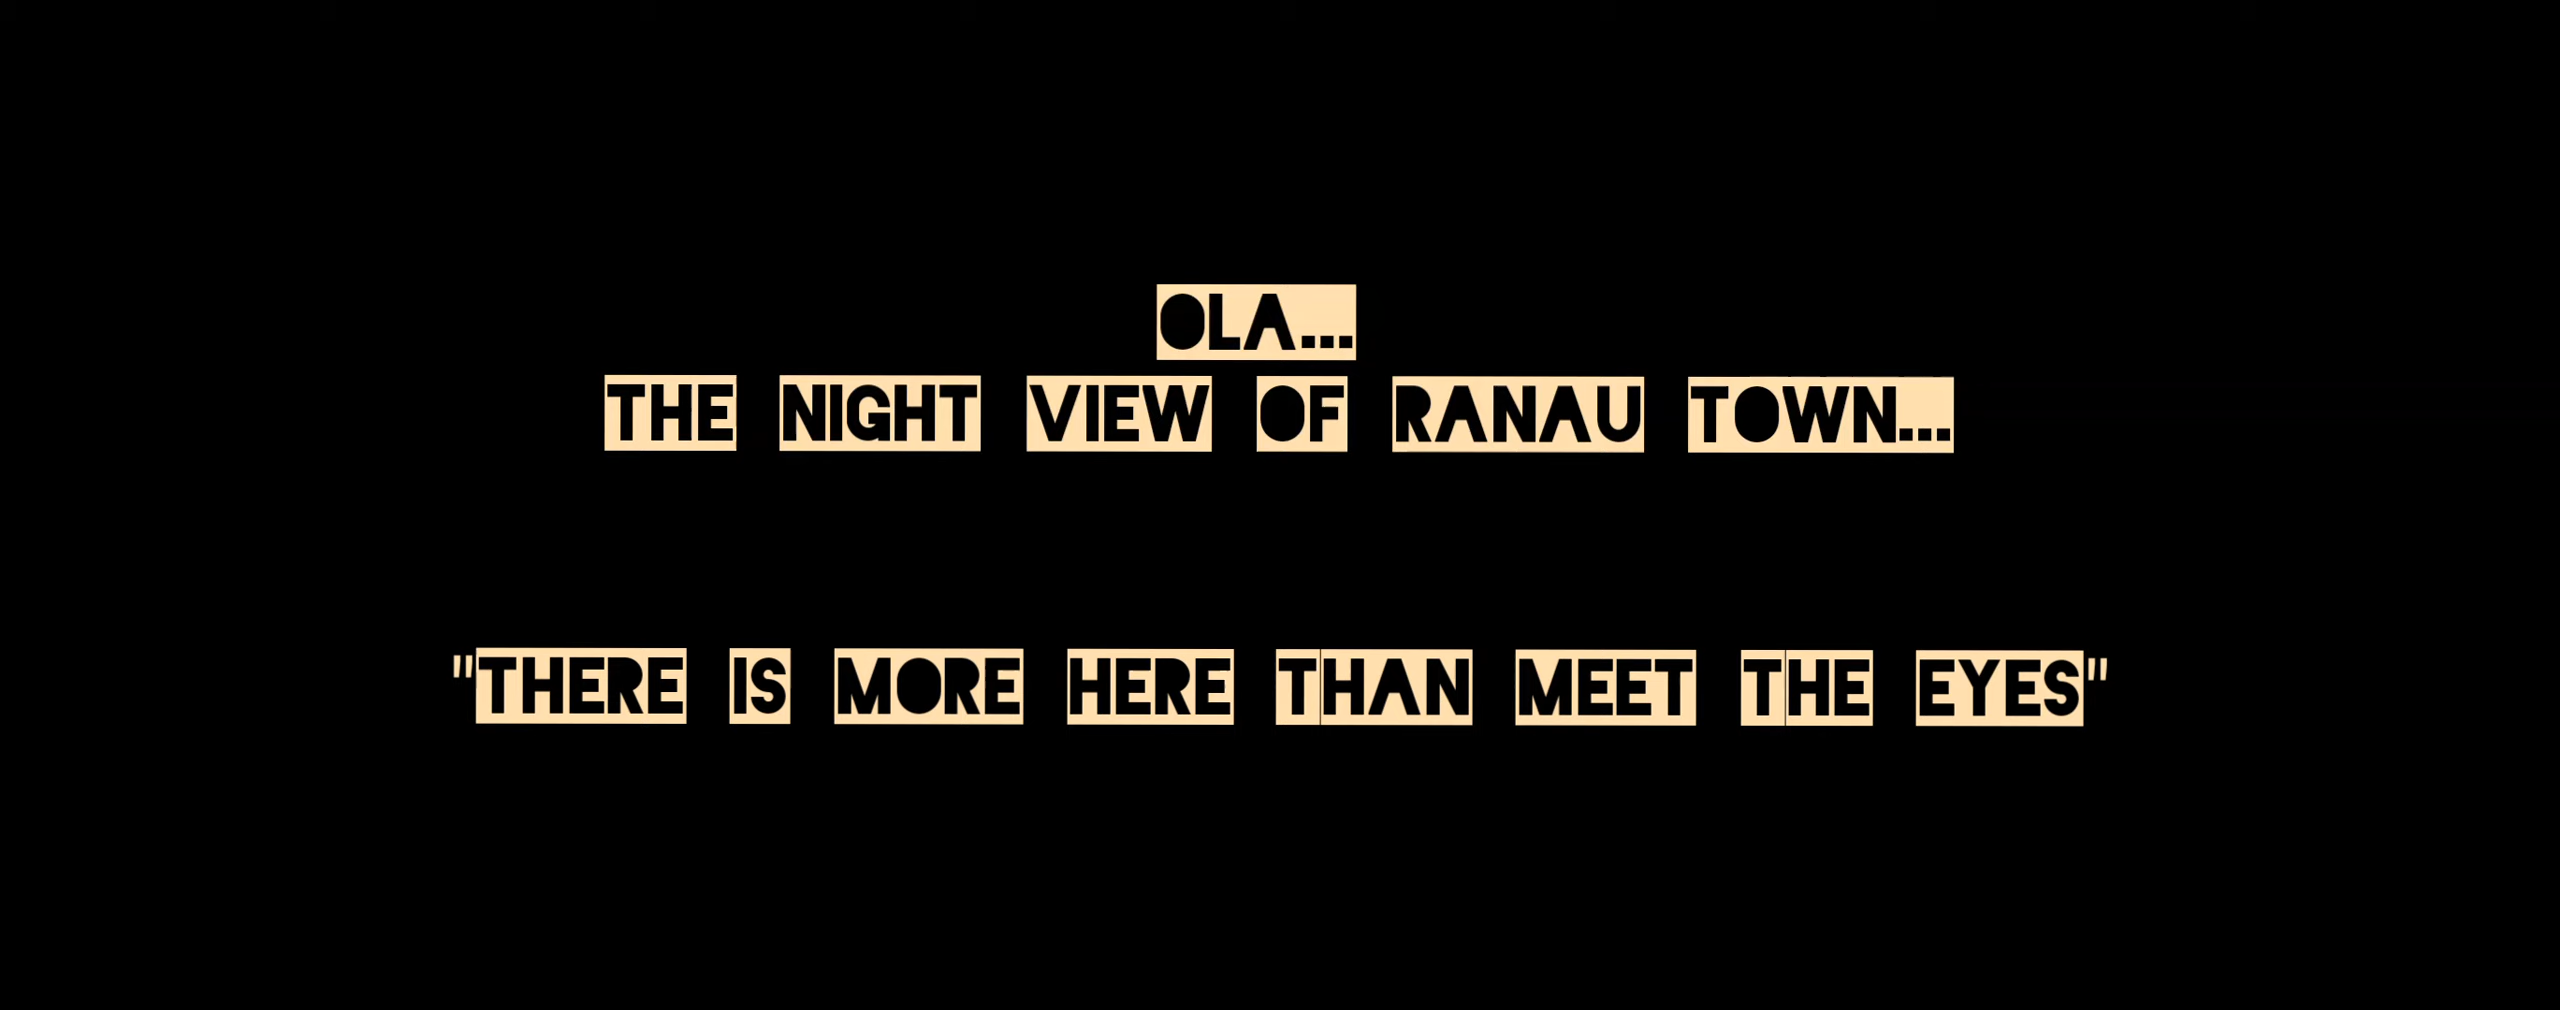 OLA...
THE NIGHT VIEW OF RANAU TOWN...
"THERE IS MORE HERE THAN MEET THE EYES"